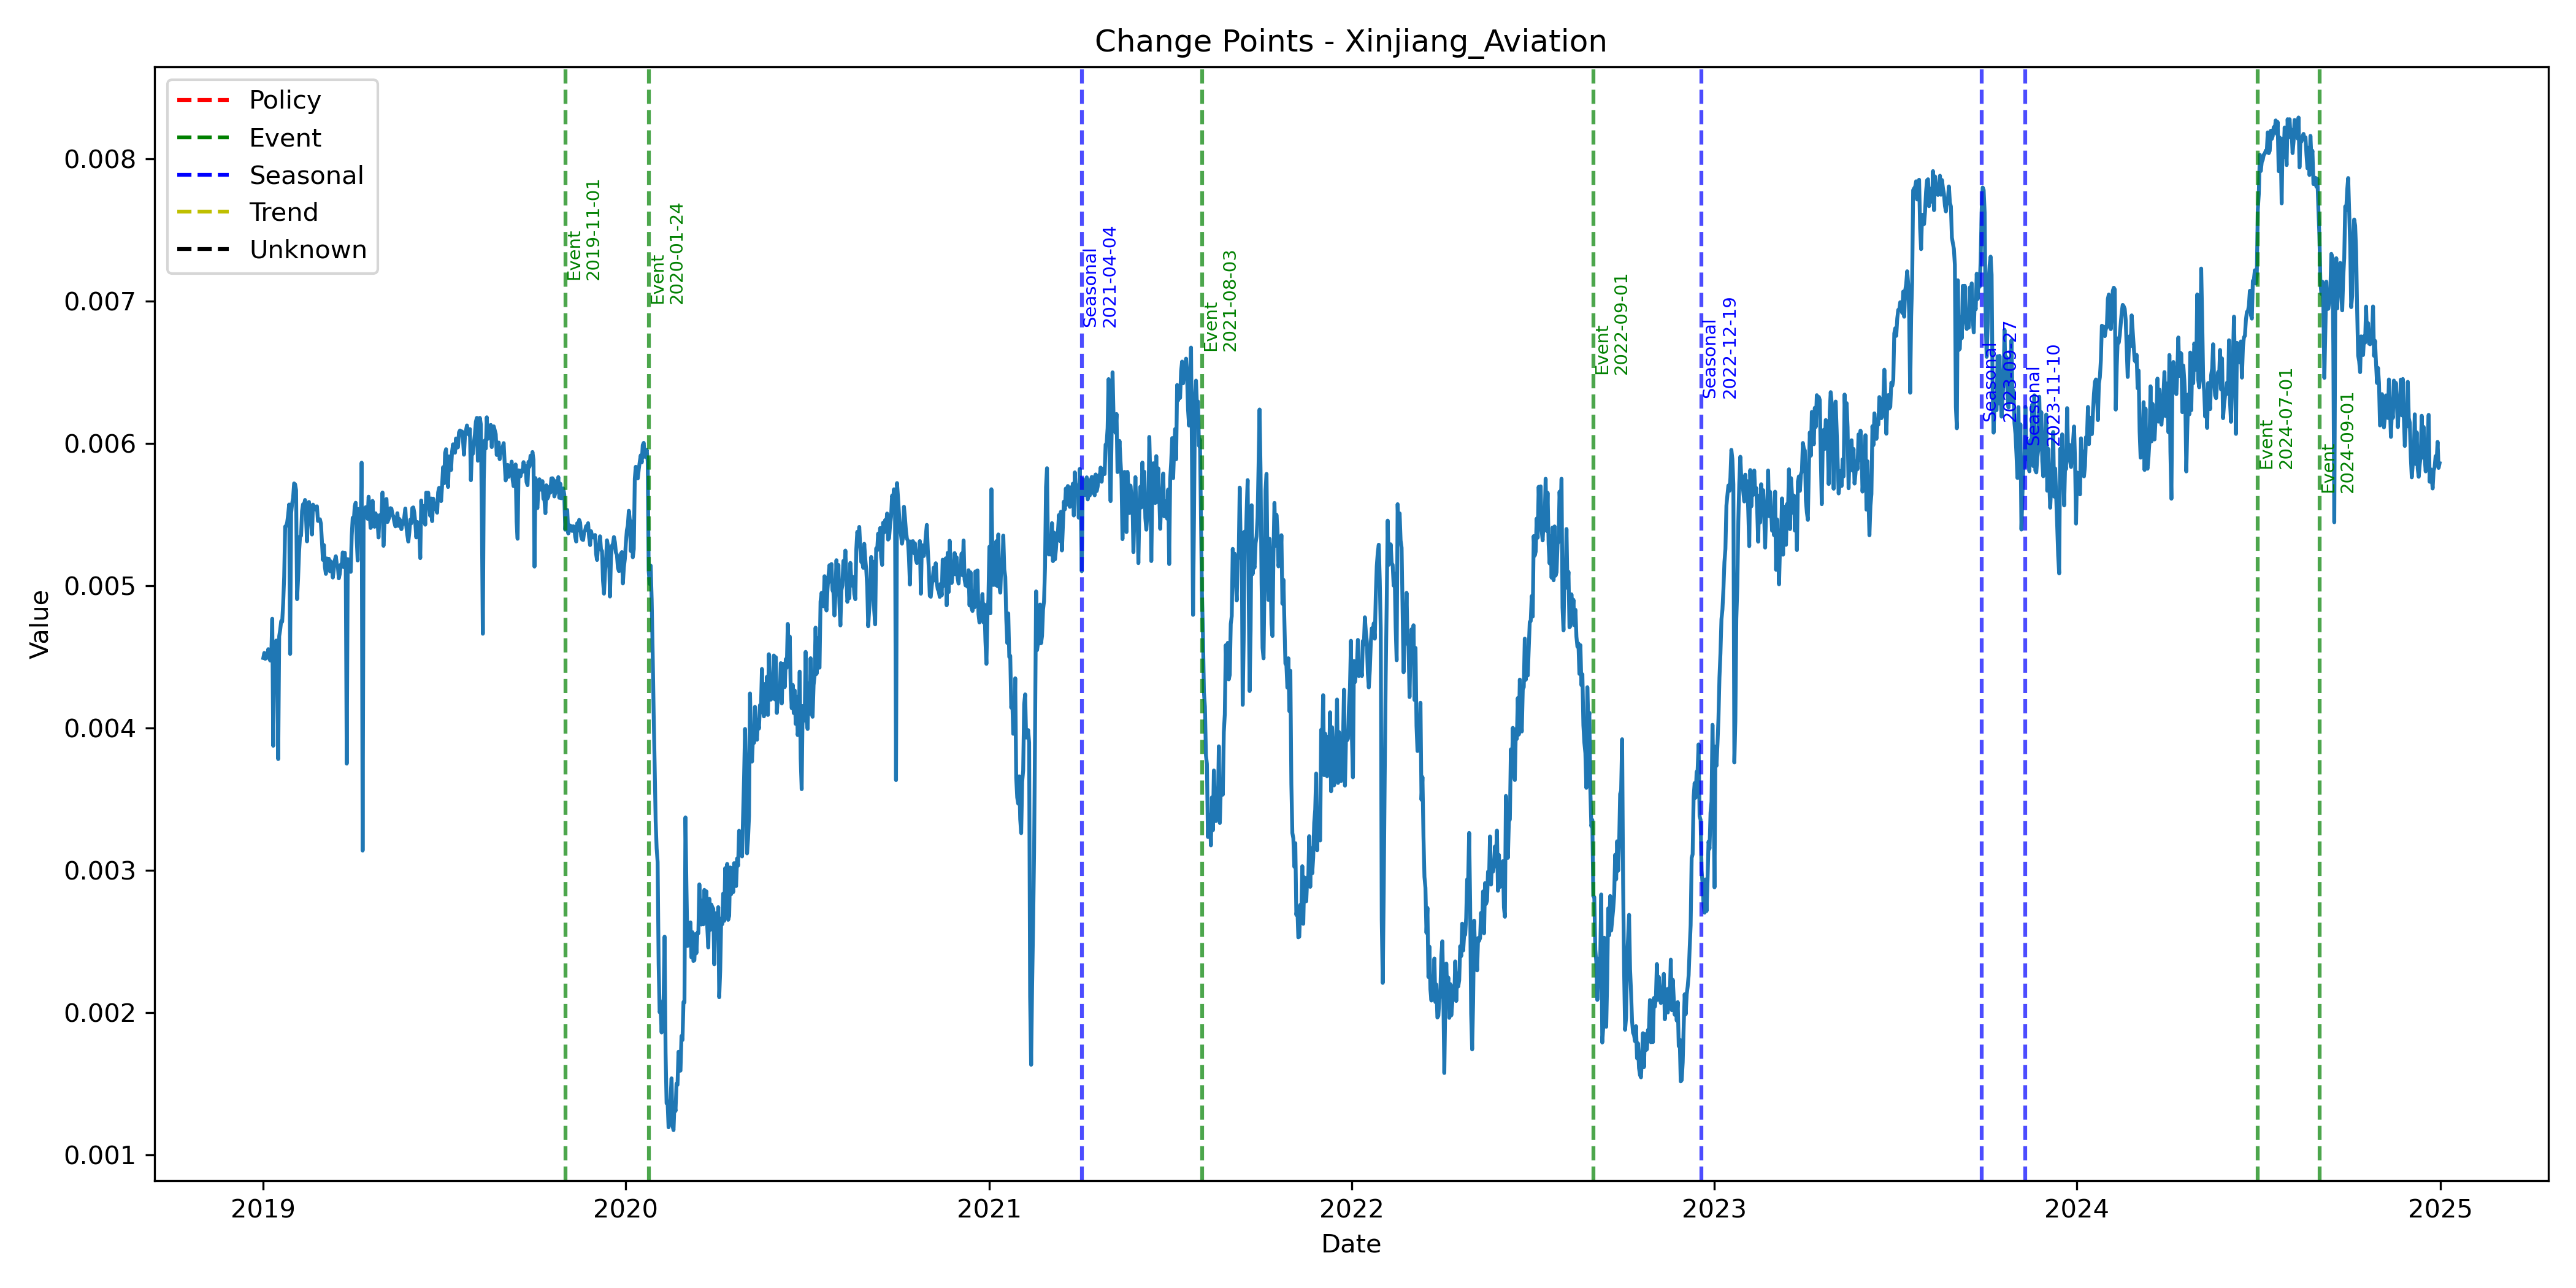 Change Points - Xinjiang_Aviation
Policy
Event
Seasonal
Trend
Unknown
Value
0.008
0.007
0.006
0.005
0.004
0.003
0.002
0.001
Event
2019-11-01
Event
2020-01-24
Seasonal
2021-04-04
Event
2021-08-03
Event
2022-09-01
Seasonal
2022-12-19
Seasonal
2023-09-27
Seasonal
2023-11-10
Event
2024-07-01
Event
2024-09-01
2019
2020
2021
2022
2023
2024
2025
Date